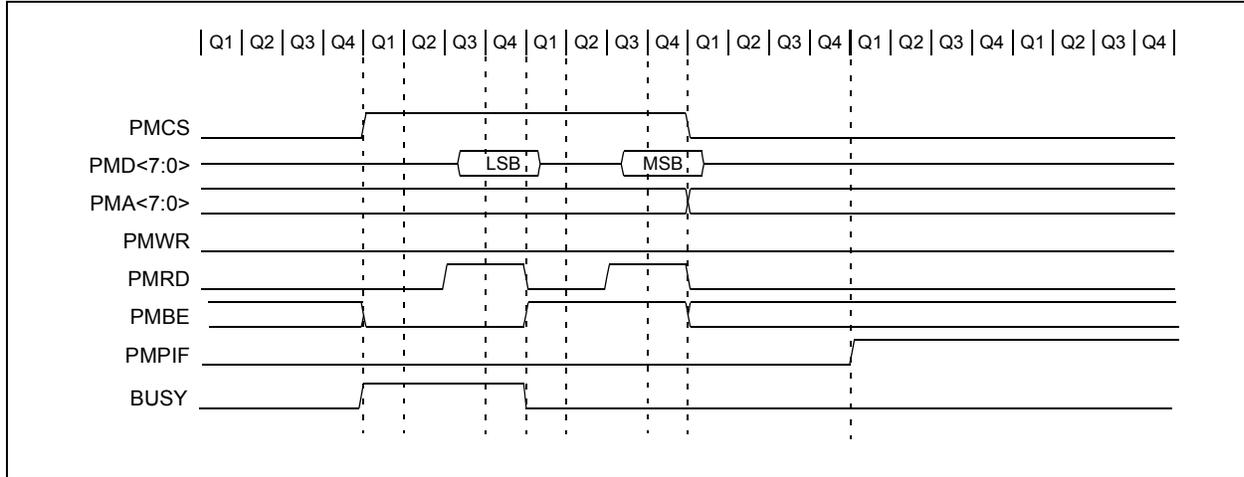 Q1 Q2 Q3 Q4 Q1 Q2 Q3 Q4 Q1 Q2 Q3 Q4 Q1 Q2 Q3 Q4 Q1 Q2 Q3 Q4 Q1 Q2 Q3 Q4
PMCS
PMD<7:0> LSB MSB
PMA<7:0>
PMWR
PMRD
PMBE
PMPIF
BUSY